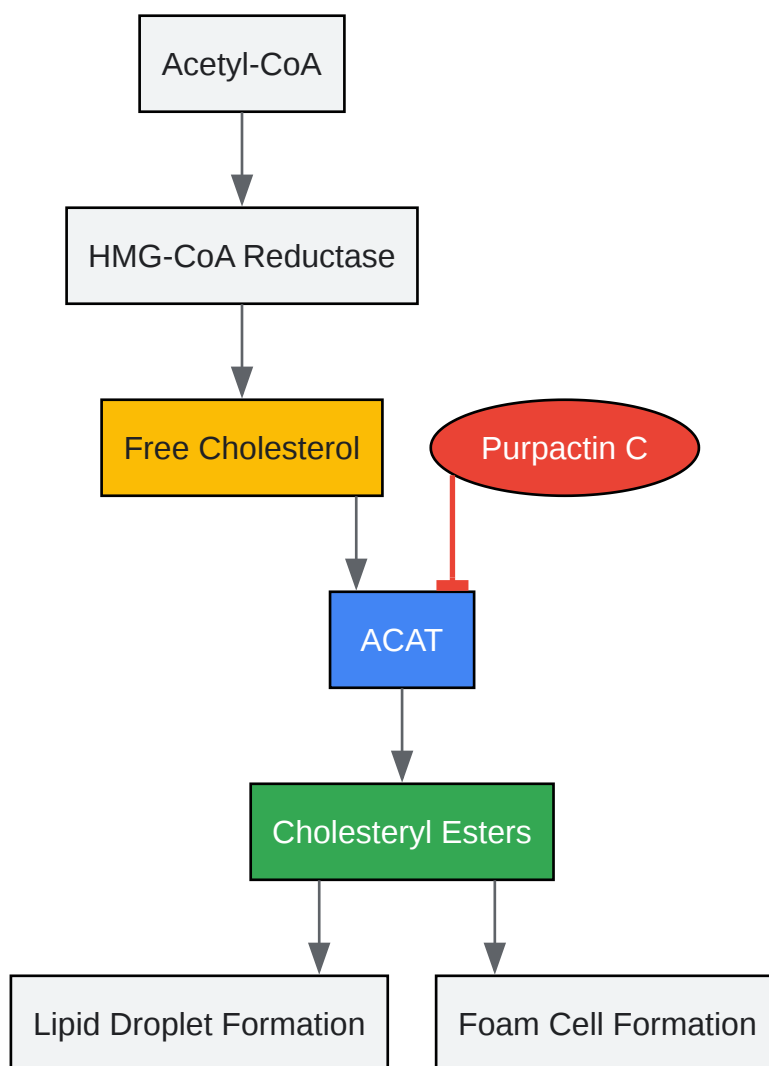 Acetyl-CoA
HMG-CoA Reductase
Free Cholesterol
Purpactin C
ACAT
Cholesteryl Esters
Lipid Droplet Formation
Foam Cell Formation